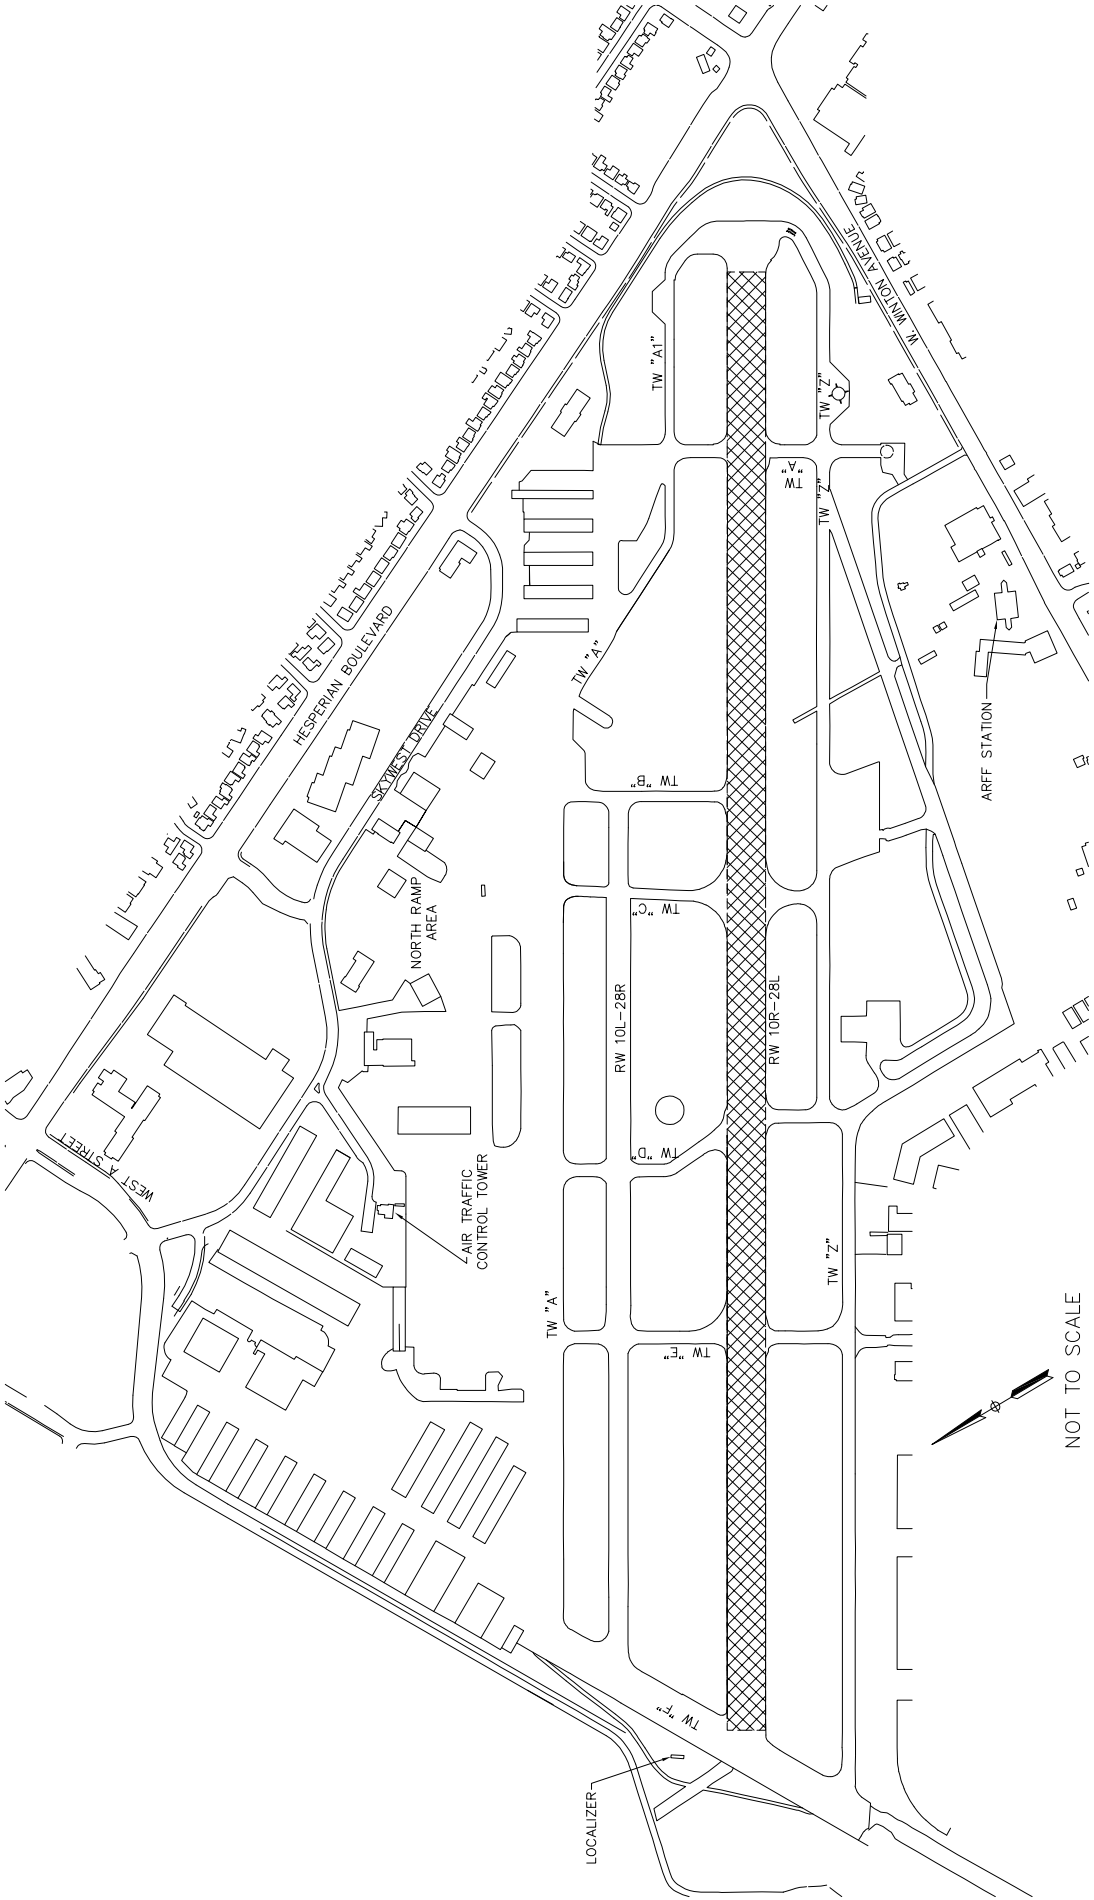 W. WINTON AVENUE
TW "A1"
TW "Z"
TW
"A"
TW "Z"
HESPERIAN BOULEVARD
TW "A"
SKYWEST DRIVE
ARFF STATION
TW "B"
NORTH RAMP
AREA
TW "C"
RW 10L-28R
RW 10R-28L
WEST A STREET
TW "D"
AIR TRAFFIC
CONTROL TOWER
TW "Z"
TW "A"
TW "E"
NOT TO SCALE
TW "F"
LOCALIZER